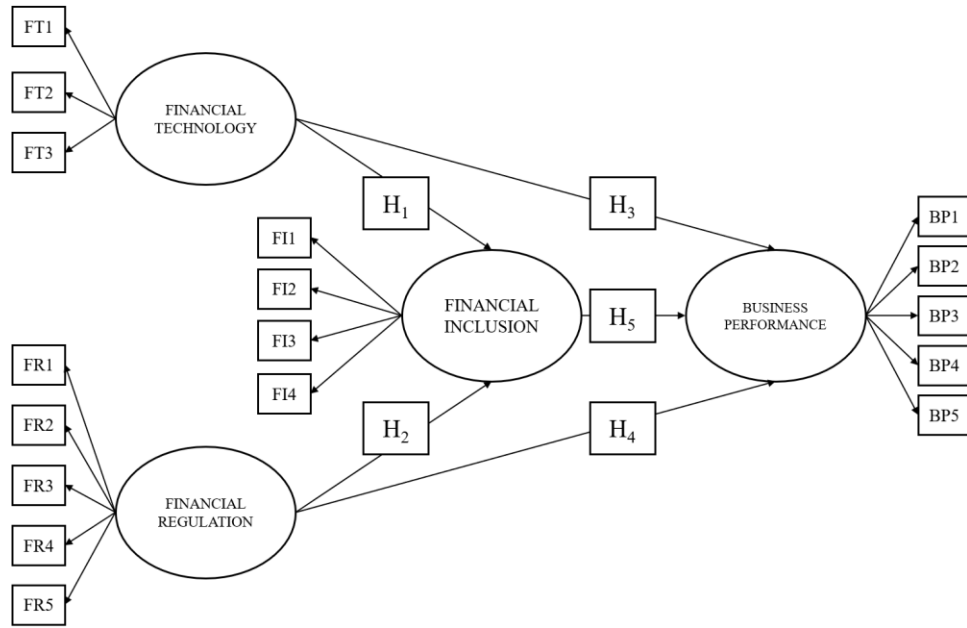 FT1
FT2
FT3
FINANCIAL
TECHNOLOGY
H₁
H₃
FI1
FI2
FI3
FI4
FINANCIAL
INCLUSION
H₅
BUSINESS
PERFORMANCE
BP1
BP2
BP3
BP4
BP5
FR1
FR2
FR3
FR4
FR5
FINANCIAL
REGULATION
H₂
H₄